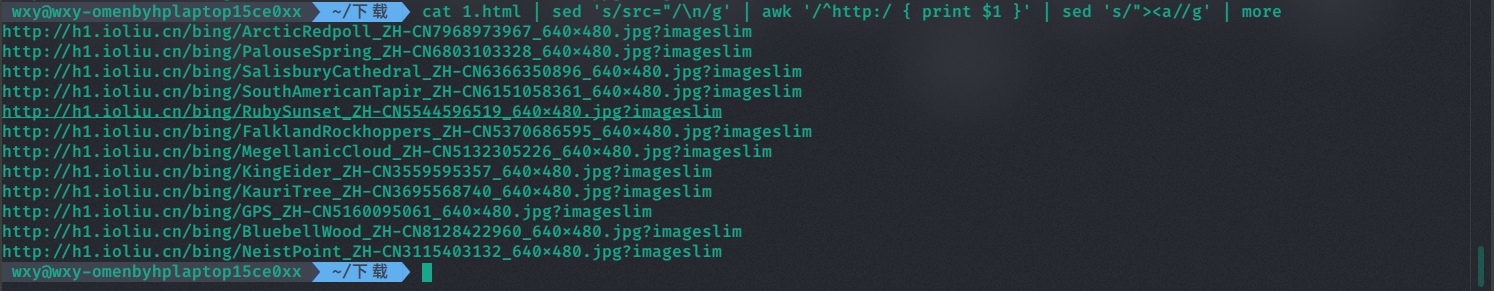 wxy@wxy-omenbyhplaptop15ce0xx ~/下载 cat 1.html | sed 's/src="/\n/g' | awk '/^http:/ { print $1 }' | sed 's/"><a//g' | more
http://h1.ioliu.cn/bing/ArcticRedpoll_ZH-CN7968973967_640×480.jpg?imageslim
http://h1.ioliu.cn/bing/PalouseSpring_ZH-CN6803103328_640×480.jpg?imageslim
http://h1.ioliu.cn/bing/SalisburyCathedral_ZH-CN6366350896_640×480.jpg?imageslim
http://h1.ioliu.cn/bing/SouthAmericanTapir_ZH-CN6151058361_640×480.jpg?imageslim
http://h1.ioliu.cn/bing/RubySunset_ZH-CN5544596519_640×480.jpg?imageslim
http://h1.ioliu.cn/bing/FalklandRockhoppers_ZH-CN5370686595_640×480.jpg?imageslim
http://h1.ioliu.cn/bing/MegellanicCloud_ZH-CN5132305226_640×480.jpg?imageslim
http://h1.ioliu.cn/bing/KingEider_ZH-CN3559595357_640×480.jpg?imageslim
http://h1.ioliu.cn/bing/KauriTree_ZH-CN3695568740_640×480.jpg?imageslim
http://h1.ioliu.cn/bing/GPS_ZH-CN5160095061_640×480.jpg?imageslim
http://h1.ioliu.cn/bing/BluebellWood_ZH-CN8128422960_640×480.jpg?imageslim
http://h1.ioliu.cn/bing/NeistPoint_ZH-CN3115403132_640×480.jpg?imageslim
wxy@wxy-omenbyhplaptop15ce0xx ~/下载